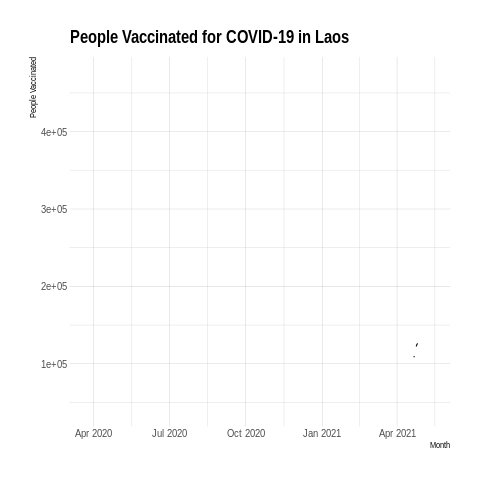 People Vaccinated for COVID-19 in Laos
People Vaccinated
4e+05
3e+05
2e+05
1e+05
Apr 2020 Jul 2020 Oct 2020 Jan 2021 Apr 2021
Month